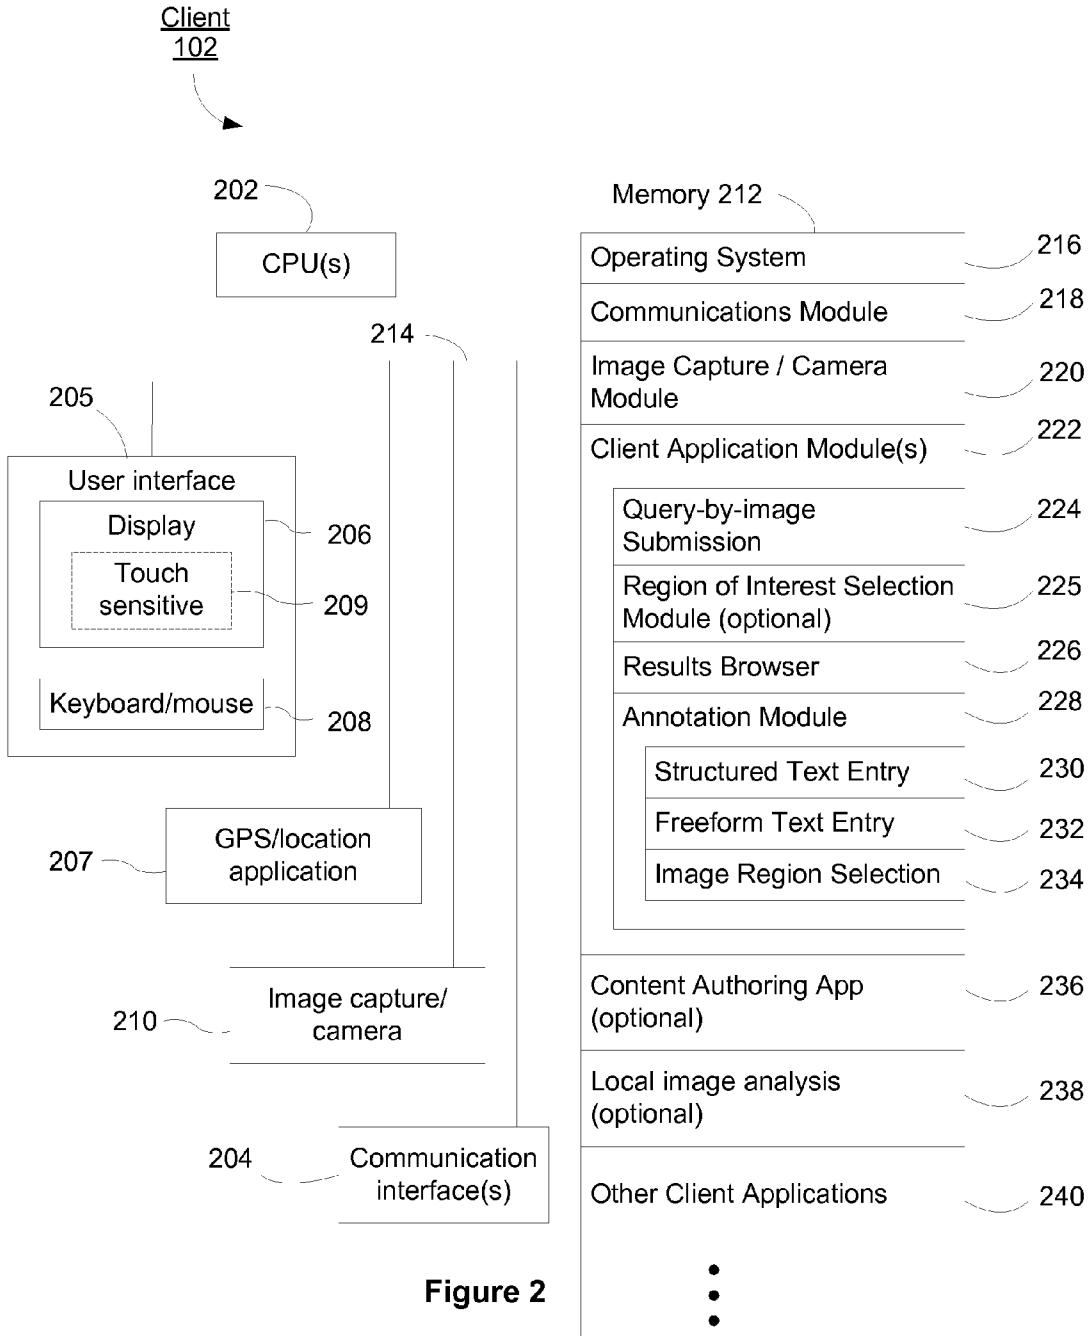 Client
102
202
CPU(s)
214
205
User interface
Display
206
Touch
sensitive
209
Keyboard/mouse
208
GPS/location
application
207
Image capture/
camera
210
204
Communication
interface(s)
Memory 212
Operating System
216
Communications Module
218
Image Capture / Camera
Module
220
Client Application Module(s)
222
Query-by-image
Submission
224
Region of Interest Selection
Module (optional)
225
Results Browser
226
Annotation Module
228
Structured Text Entry
230
Freeform Text Entry
232
Image Region Selection
234
Content Authoring App
(optional)
236
Local image analysis
(optional)
238
Other Client Applications
240
Figure 2